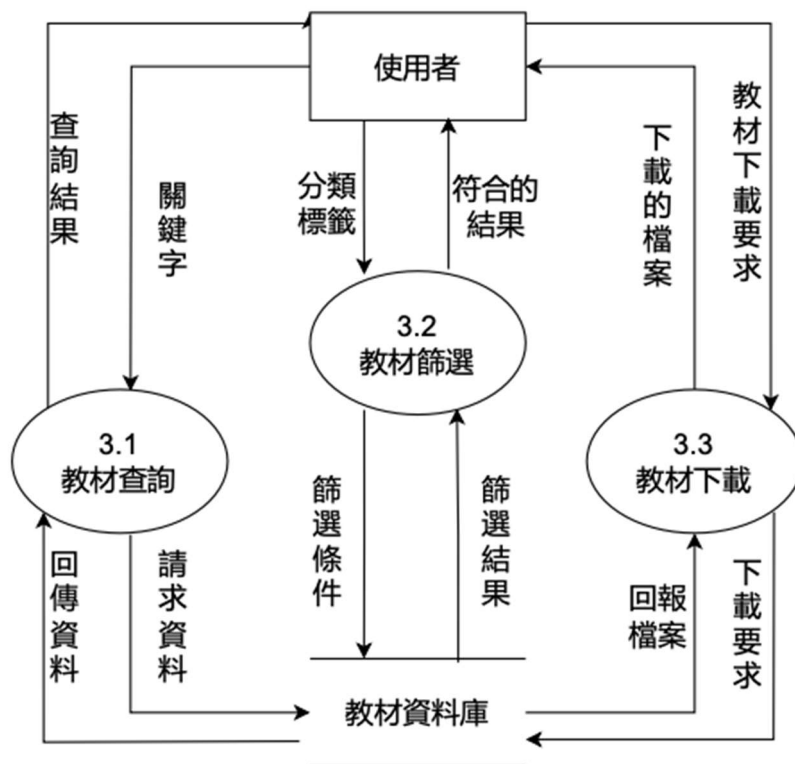 使用者
查詢結果
關鍵字
分類
標籤
符合的
結果
下載的檔案
教材下載要求
3.2
教材篩選
3.1
教材查詢
3.3
教材下載
回傳資料
請求資料
篩選條件
篩選結果
回報
檔案
下載要求
教材資料庫